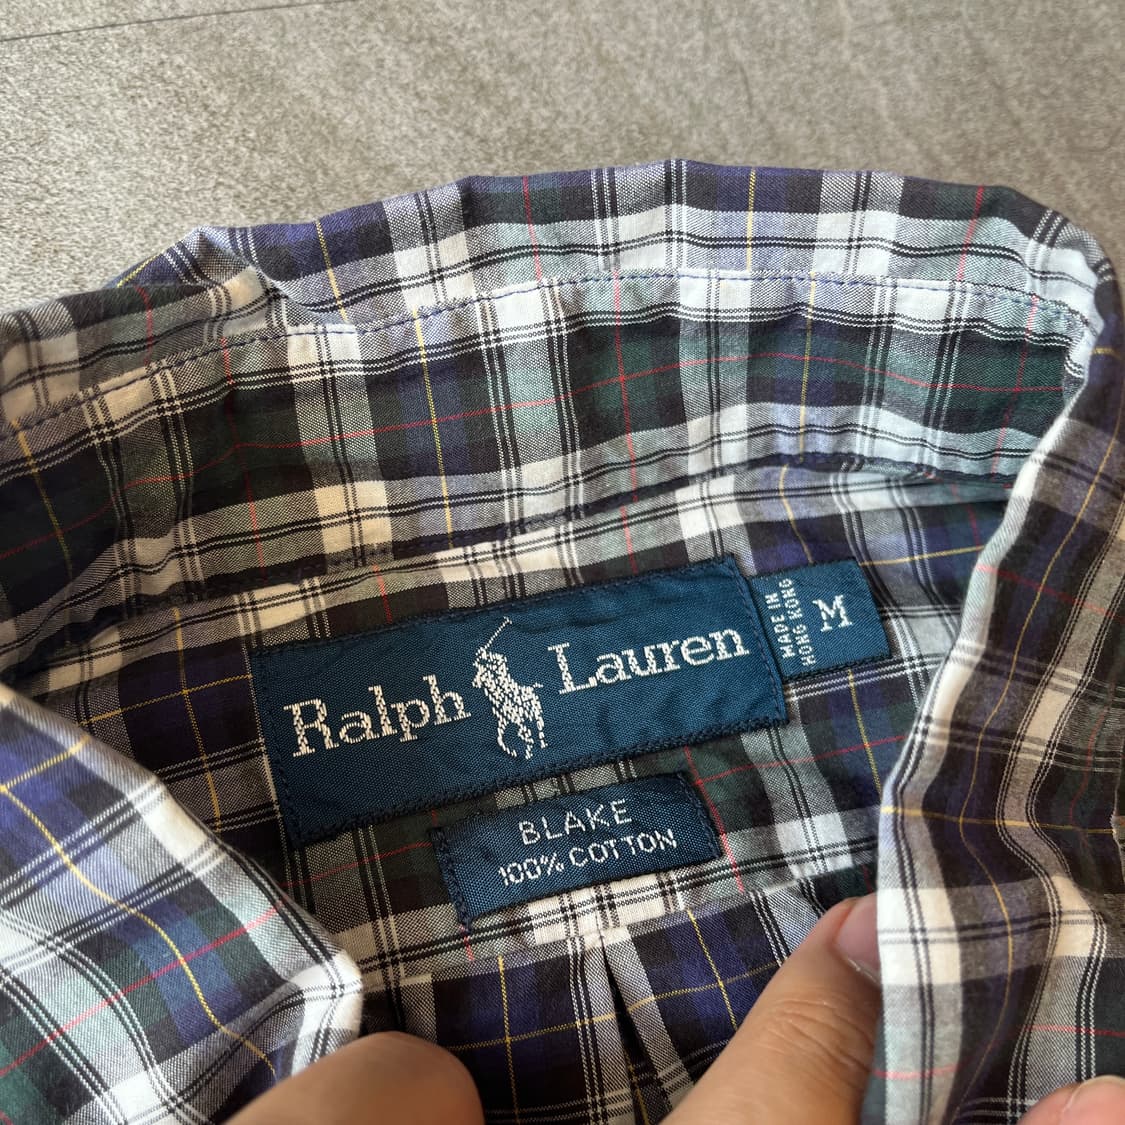 Ralph Lauren
MADE IN
HONG KONG
M
BLAKE
100% COTTON